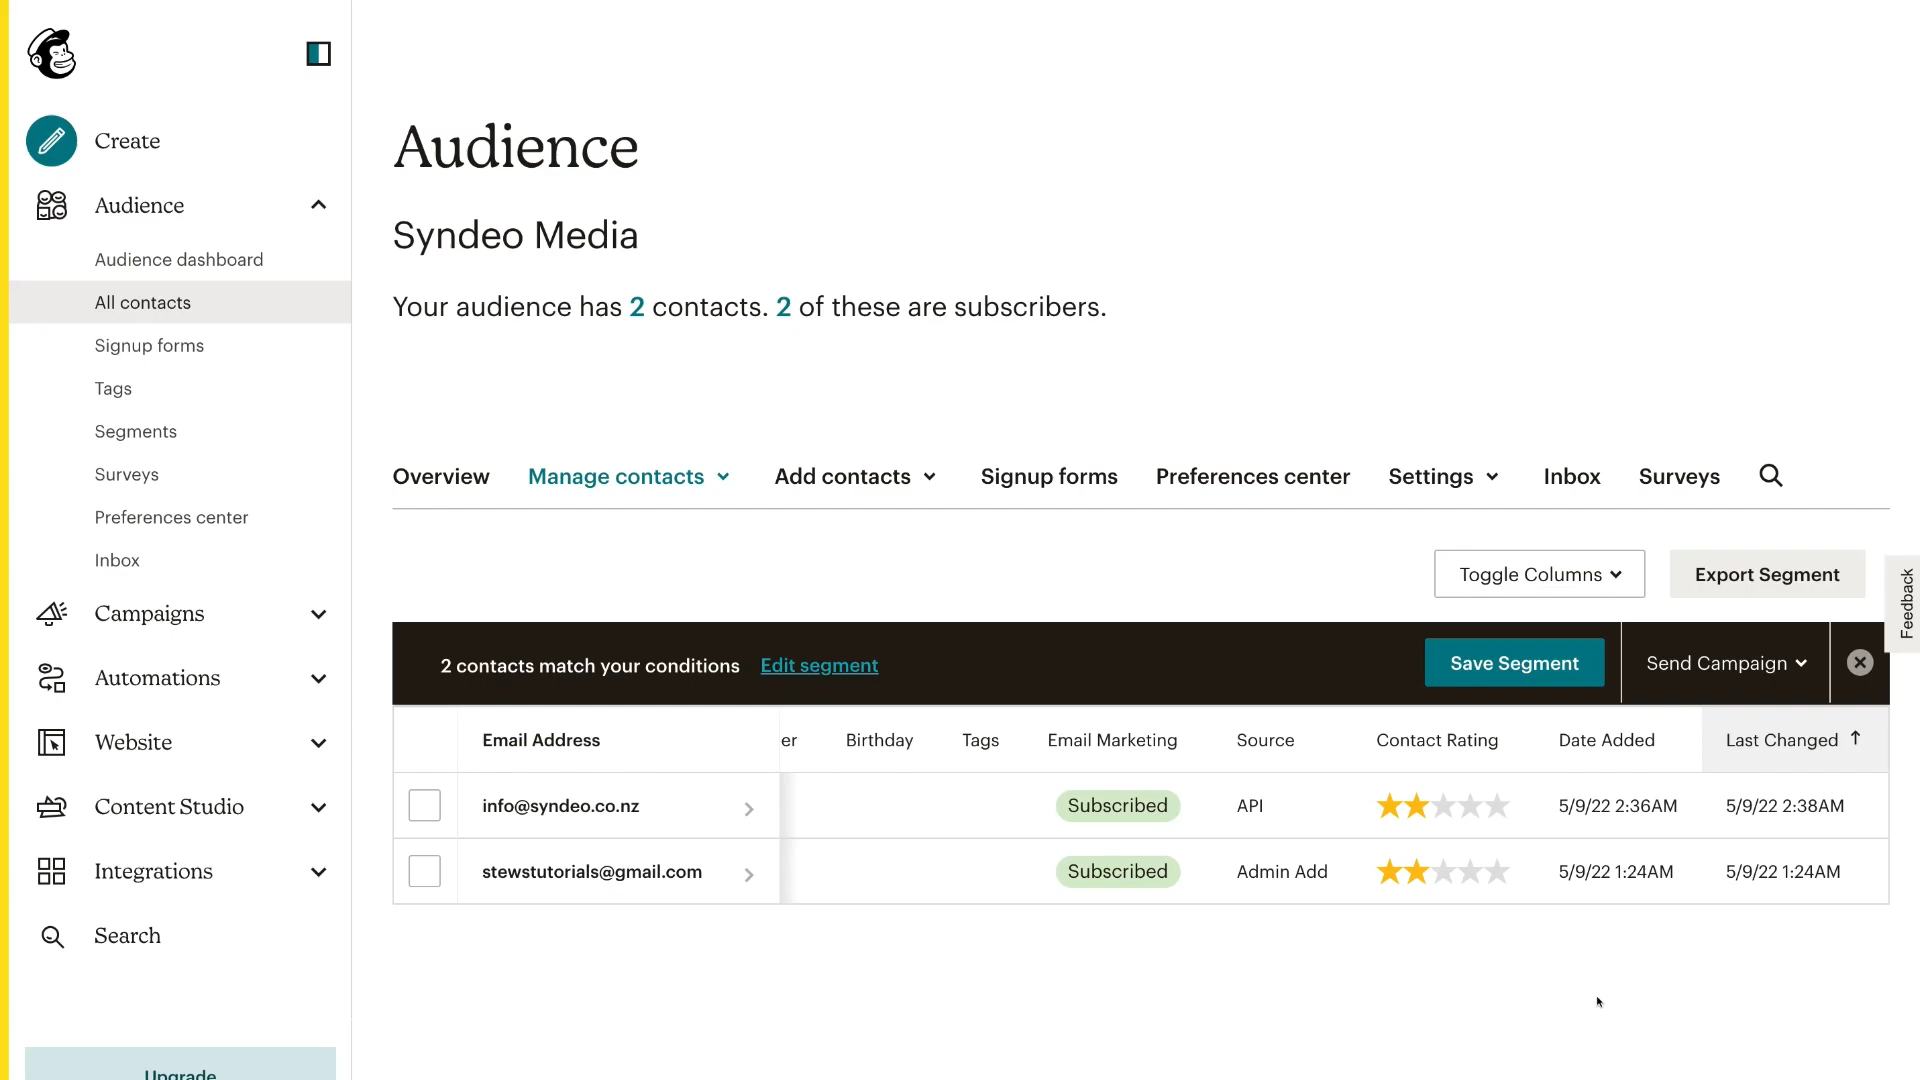 Create
Audience
Audience dashboard
All contacts
Signup forms
Tags
Segments
Surveys
Preferences center
Inbox
Campaigns
Automations
Website
Content Studio
Integrations
Search
Upgrade
Audience
Syndeo Media
Your audience has 2 contacts. 2 of these are subscribers.
Overview Manage contacts Add contacts Signup forms Preferences center Settings Inbox Surveys
Toggle Columns Export Segment
Feedback
2 contacts match your conditions Edit segment Save Segment Send Campaign
Email Address er Birthday Tags Email Marketing Source Contact Rating Date Added Last Changed
info@syndeo.co.nz Subscribed API 5/9/22 2:36AM 5/9/22 2:38AM
stewstutorials@gmail.com Subscribed Admin Add 5/9/22 1:24AM 5/9/22 1:24AM